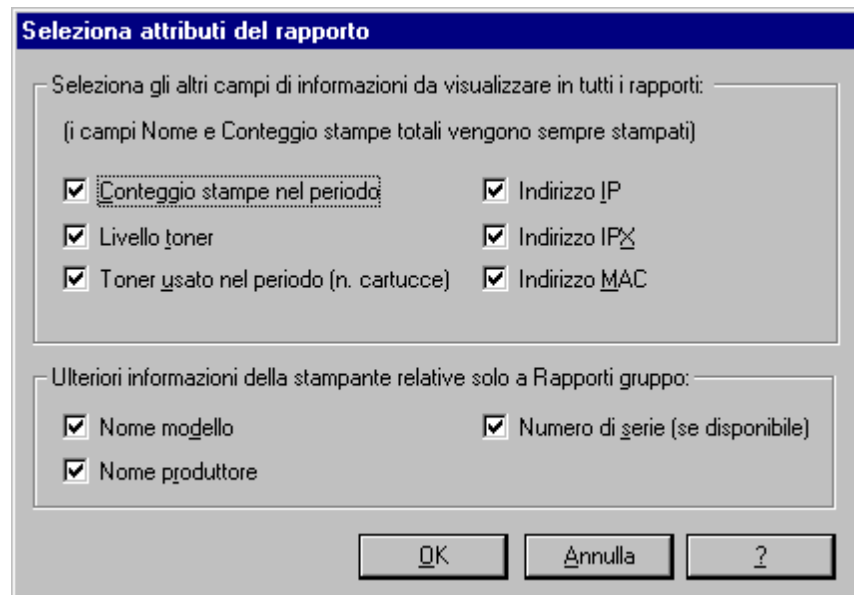 Seleziona attributi del rapporto
Seleziona gli altri campi di informazioni da visualizzare in tutti i rapporti:
(i campi Nome e Conteggio stampe totali vengono sempre stampati)
Conteggio stampe nel periodo
Indirizzo IP
Livello toner
Indirizzo IPX
Toner usato nel periodo (n. cartucce)
Indirizzo MAC
Ulteriori informazioni della stampante relative solo a Rapporti gruppo:
Nome modello
Numero di serie (se disponibile)
Nome produttore
OK
Annulla
?